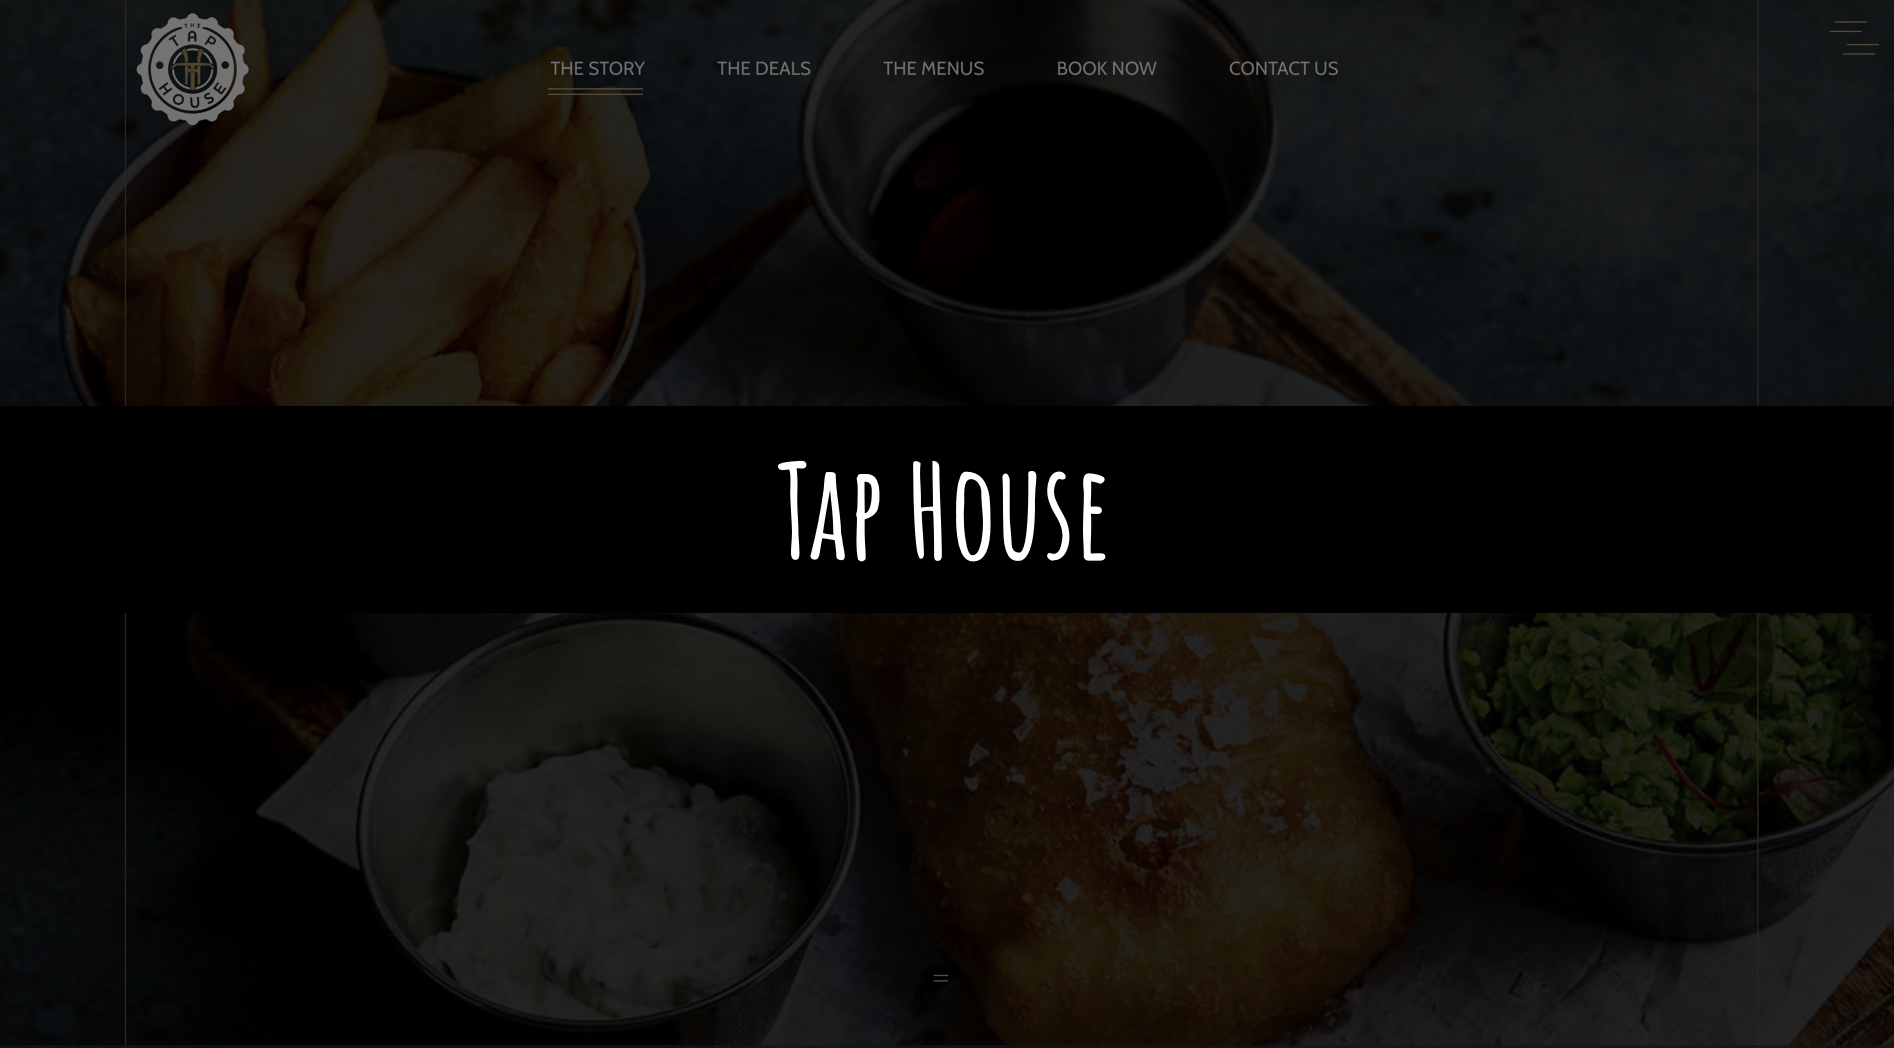 THE
TAP
HOUSE
THE STORY
THE DEALS
THE MENUS
BOOK NOW
CONTACT US
Tap House